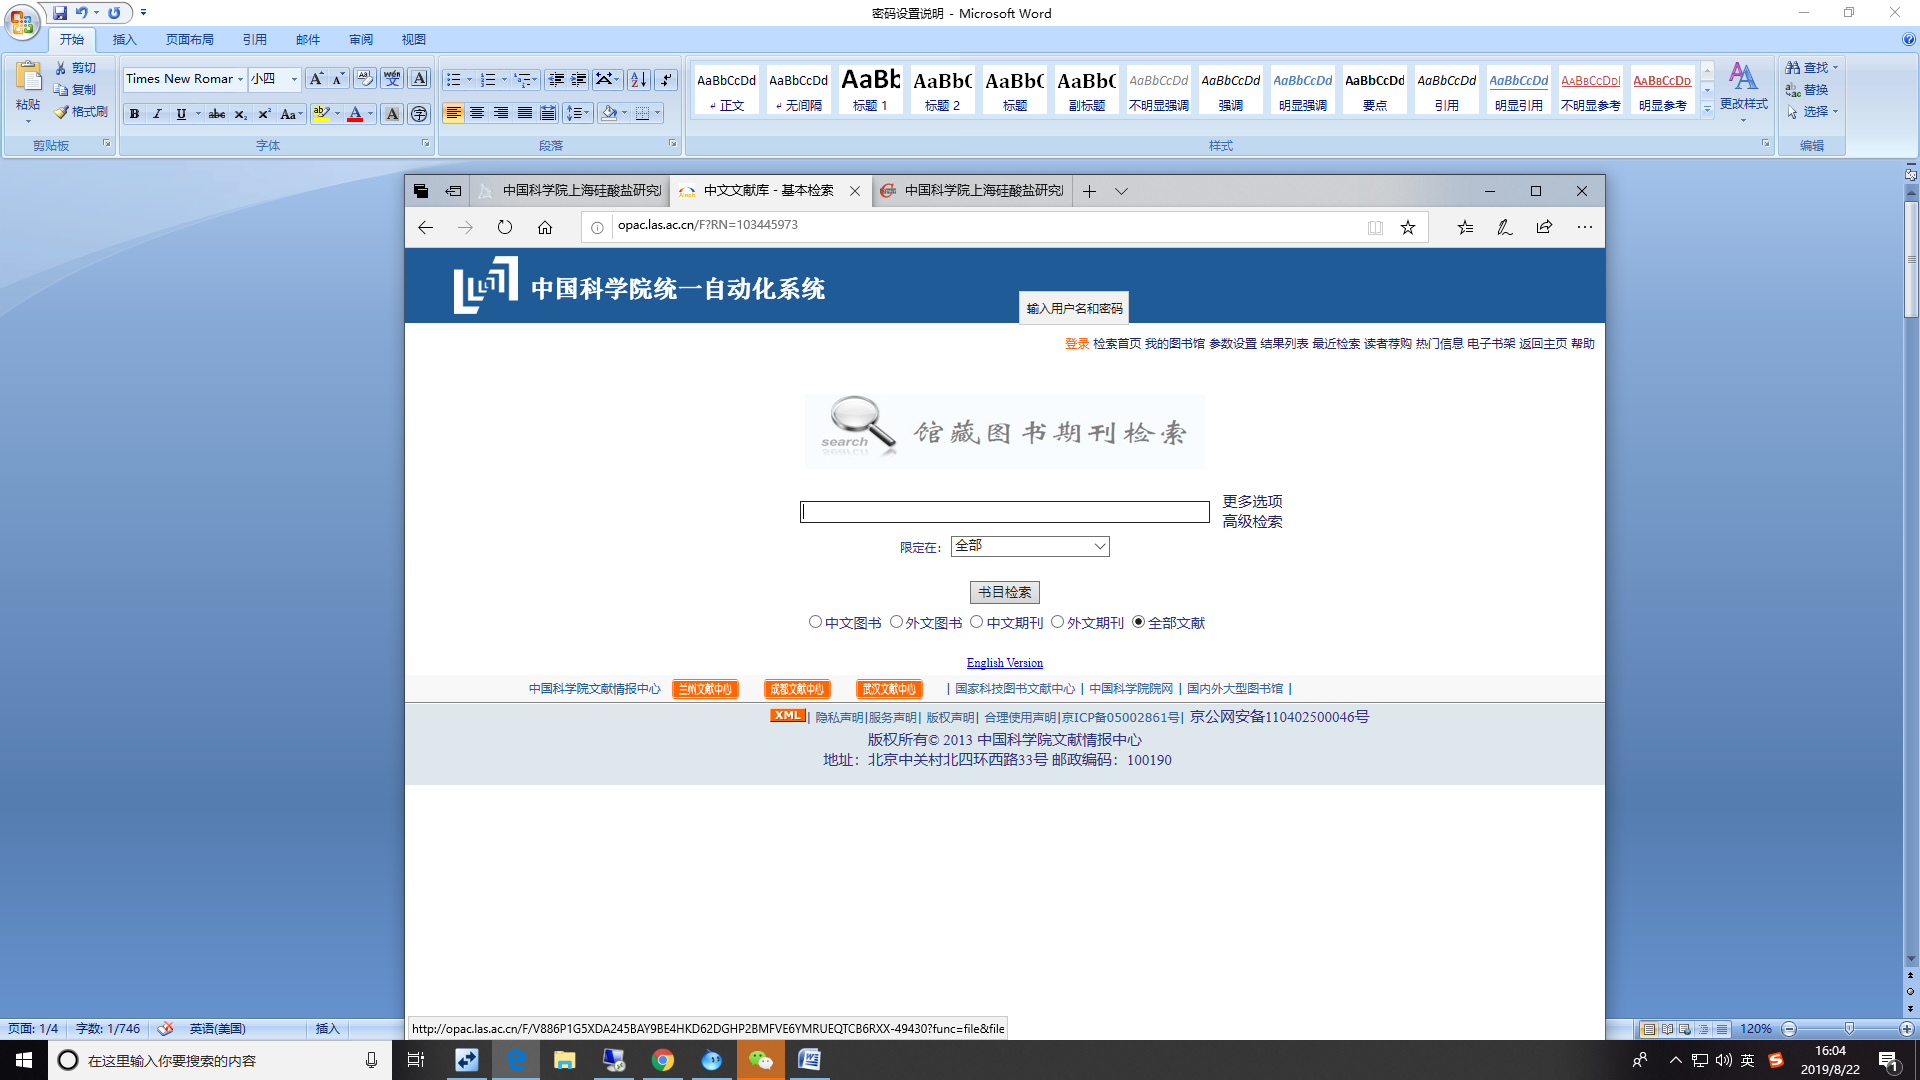 密码设置说明 - Microsoft Word
开始 插入 页面布局 引用 邮件 审阅 视图
粘贴
剪切
复制
格式刷
剪贴板
Times New Romar 小四
字体
段落
AaBbCcDd AaBbCcDd AaBb AaBbC AaBbC AaBbC AaBbCcDd AaBbCcDd AaBbCcDd AaBbCcDd AaBbCcDd AaBbCcDd AaBbCcDd AaBbCcDd
正文 无间隔 标题 1 标题 2 标题 副标题 不明显强调 强调 明显强调 要点 引用 明显引用 不明显参考 明显参考
更改样式
样式
查找
替换
选择
编辑
中国科学院上海硅酸盐研究 中文文献库 - 基本检索 中国科学院上海硅酸盐研究
opac.las.ac.cn/F?RN=103445973
中国科学院统一自动化系统
输入用户名和密码
登录 检索首页 我的图书馆 参数设置 结果列表 最近检索 读者荐购 热门信息 电子书架 返回主页 帮助
search 馆藏图书期刊检索
更多选项
高级检索
限定在： 全部
书目检索
中文图书 外文图书 中文期刊 外文期刊 全部文献
English Version
中国科学院文献情报中心 兰州文献中心 成都文献中心 武汉文献中心 | 国家科技图书文献中心 | 中国科学院院网 | 国内外大型图书馆 |
XML | 隐私声明|服务声明| 版权声明| 合理使用声明|京ICP备05002861号| 京公网安备110402500046号
版权所有© 2013 中国科学院文献情报中心
地址：北京中关村北四环西路33号 邮政编码：100190
http://opac.las.ac.cn/F/V886P1G5XDA245BAY9BE4HKD62DGHP2BMFVE6YMRUEQTCB6RXX-49430?func=file&file
页面: 1/4 字数: 1/746 英语(美国) 插入 120%
在这里输入你要搜索的内容
英
16:04
2019/8/22
1